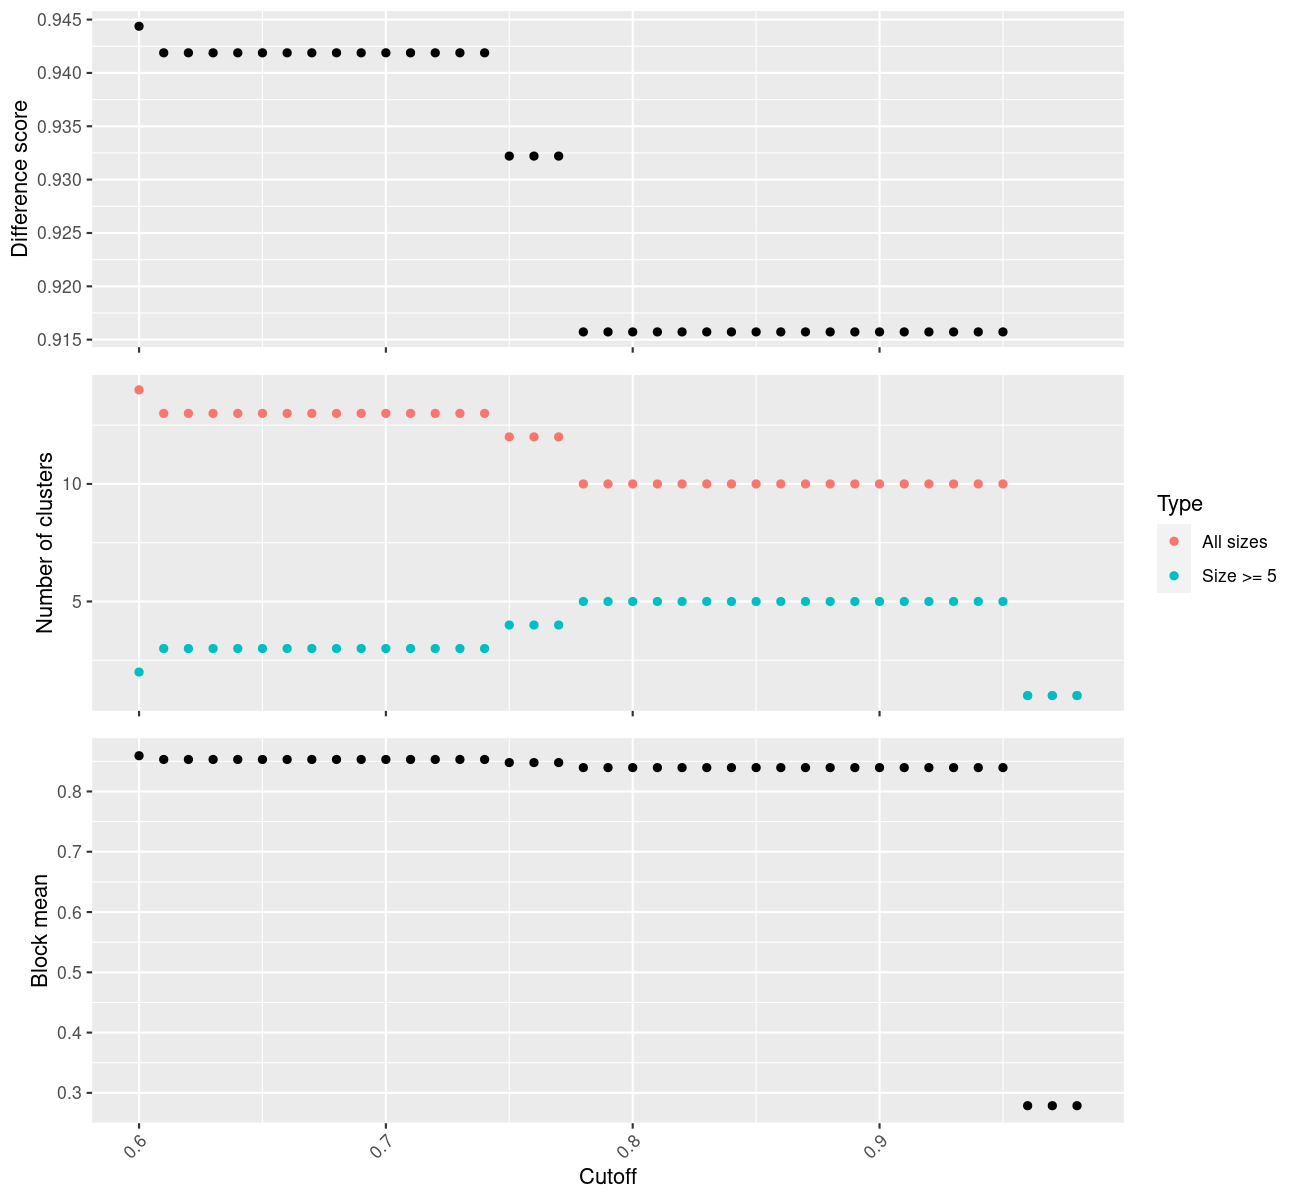 Difference score
0.945
0.940
0.935
0.930
0.925
0.920
0.915
Number of clusters
10
5
Type
All sizes
Size >= 5
Block mean
0.8
0.7
0.6
0.5
0.4
0.3
0.6 0.7 0.8 0.9
Cutoff